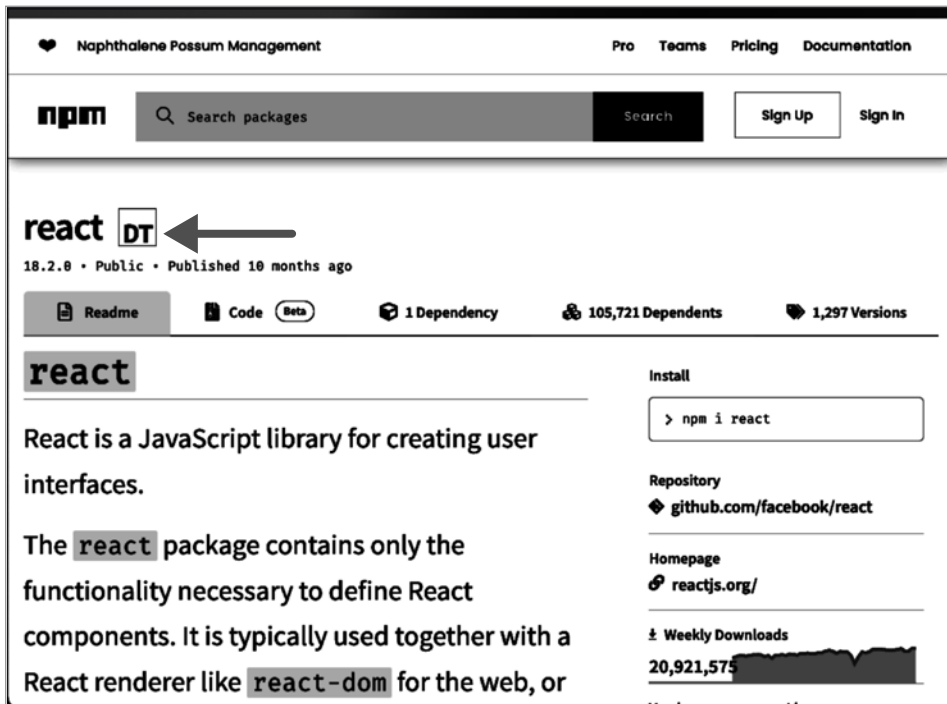 Naphthalene Possum Management
Pro Teams Pricing Documentation
npm
Search packages
Search
Sign Up
Sign In
react DT
18.2.0 • Public • Published 10 months ago
Readme
Code Beta
1 Dependency
105,721 Dependents
1,297 Versions
react
React is a JavaScript library for creating user
interfaces.
The react package contains only the
functionality necessary to define React
components. It is typically used together with a
React renderer like react-dom for the web, or
Install
> npm i react
Repository
github.com/facebook/react
Homepage
reactjs.org/
Weekly Downloads
20,921,575